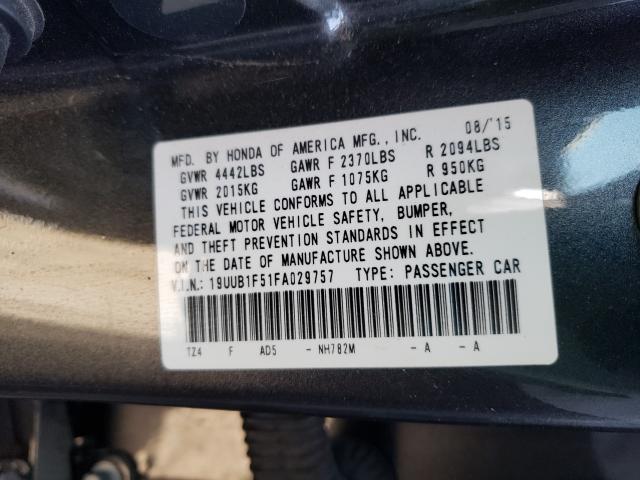 MFD. BY HONDA OF AMERICA MFG., INC. 08/'15
GVWR 4442LBS GAWR F 2370LBS R 2094LBS
GVWR 2015KG GAWR F 1075KG R 950KG
THIS VEHICLE CONFORMS TO ALL APPLICABLE
FEDERAL MOTOR VEHICLE SAFETY, BUMPER,
AND THEFT PREVENTION STANDARDS IN EFFECT
ON THE DATE OF MANUFACTURE SHOWN ABOVE.
V.I.N.: 19UUB1F51FA029757 TYPE: PASSENGER CAR
TZ4 F AD5 - NH782M - A - A